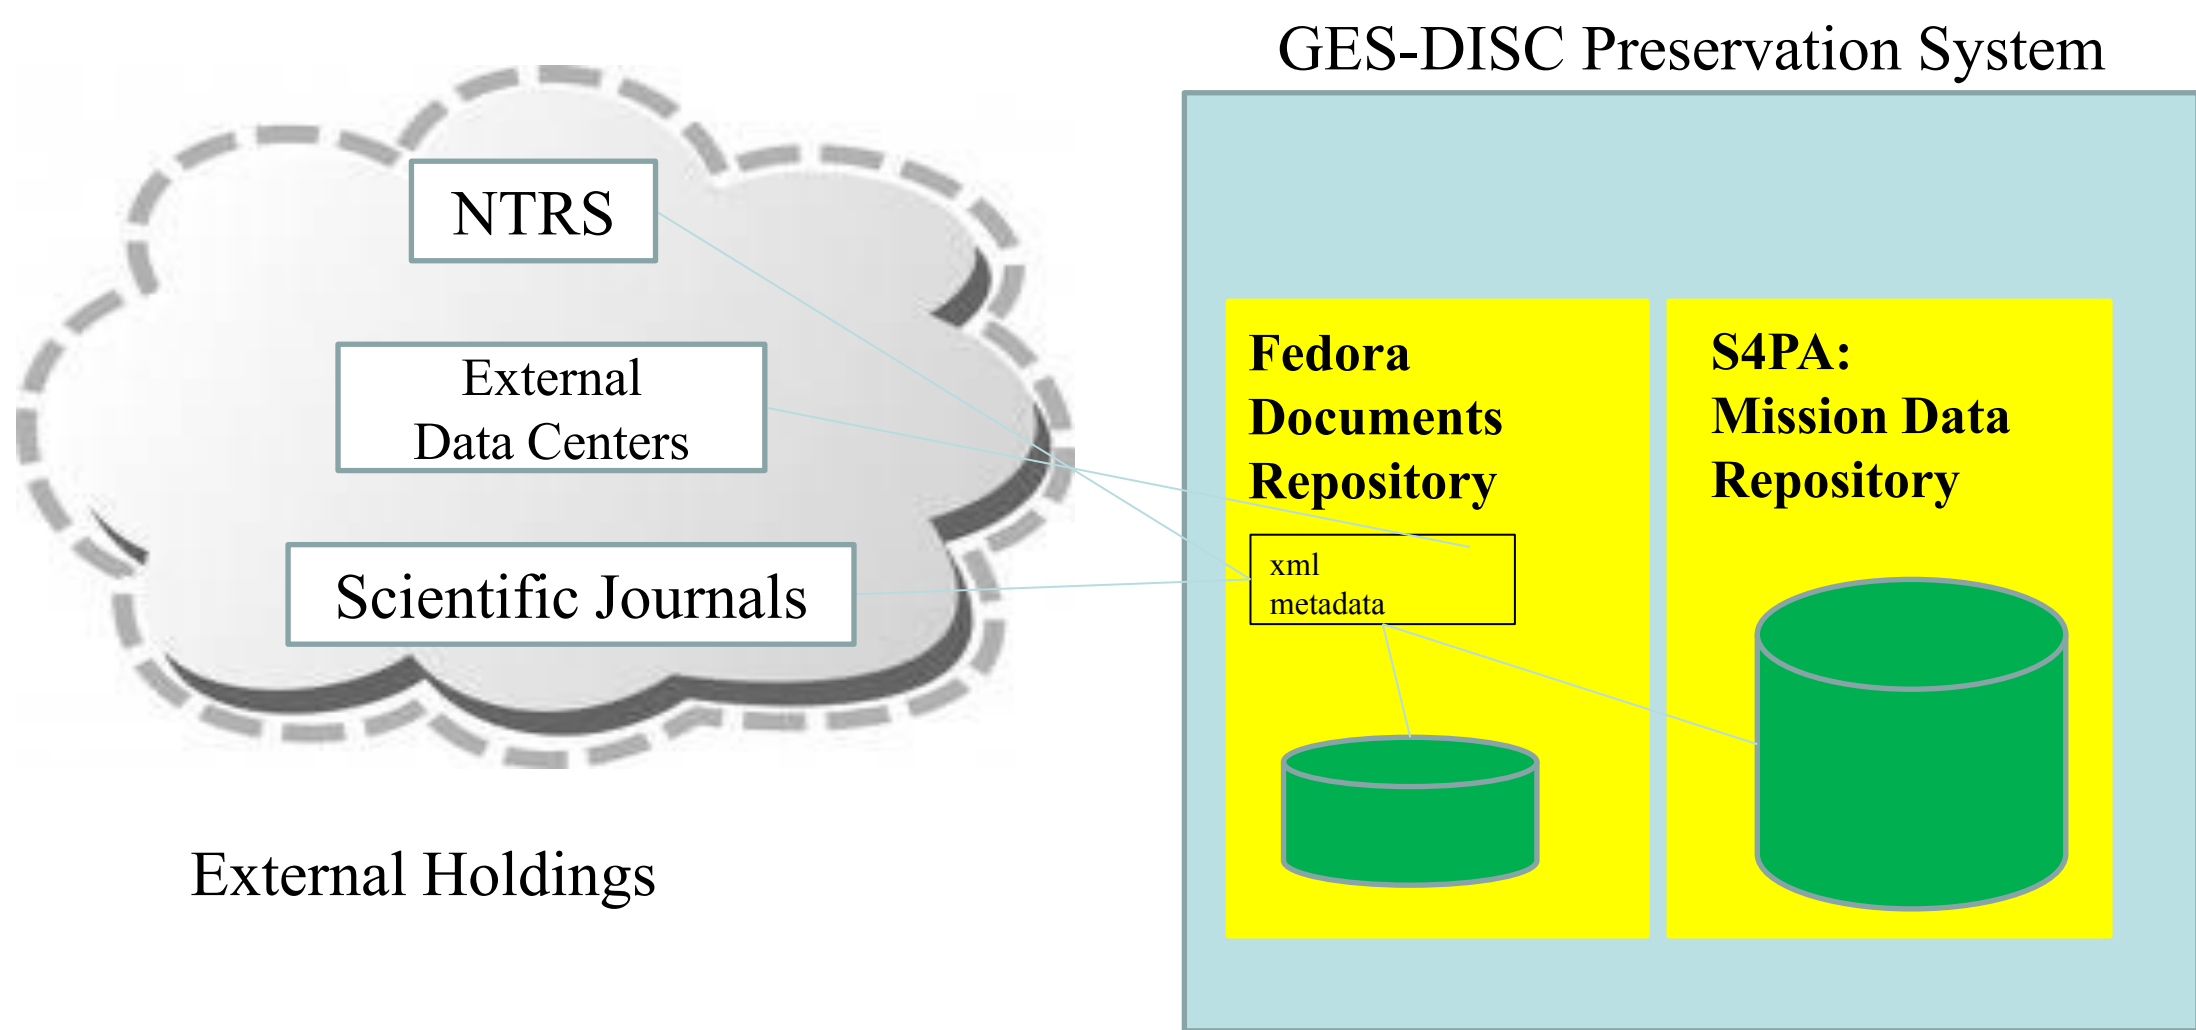 GES-DISC Preservation System
NTRS
External
Data Centers
Scientific Journals
External Holdings
Fedora
Documents
Repository
xml
metadata
S4PA:
Mission Data
Repository